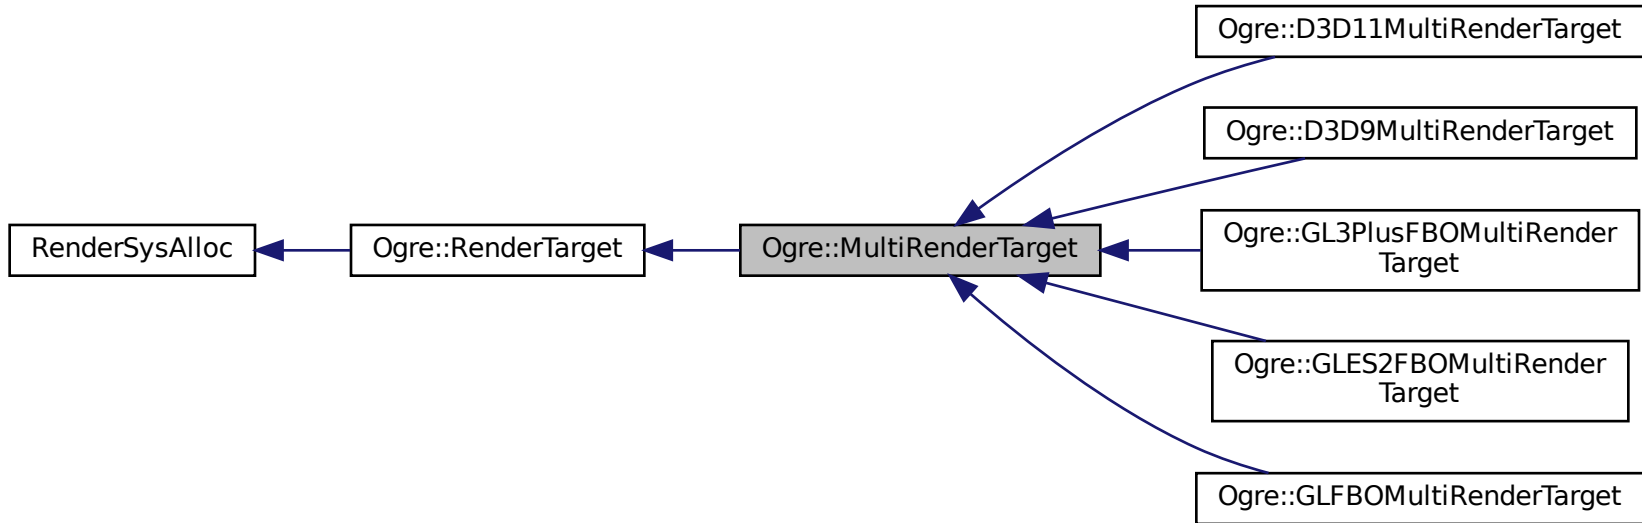 RenderSysAlloc
Ogre::RenderTarget
Ogre::MultiRenderTarget
Ogre::D3D11MultiRenderTarget
Ogre::D3D9MultiRenderTarget
Ogre::GL3PlusFBOMultiRender
Target
Ogre::GLES2FBOMultiRender
Target
Ogre::GLFBOMultiRenderTarget